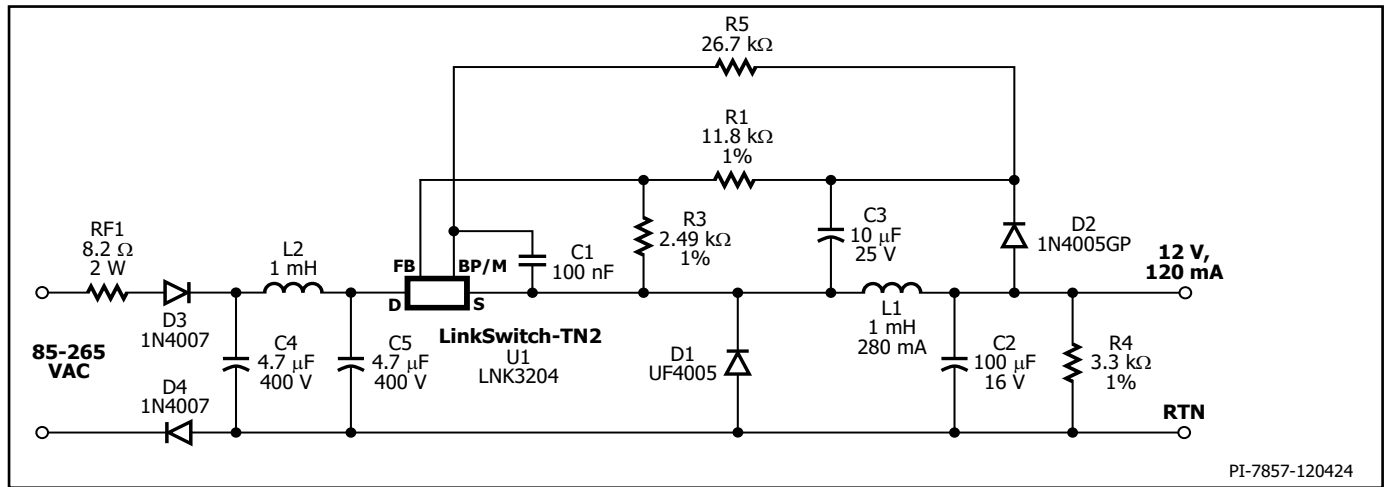 R5
26.7 kΩ
R1
11.8 kΩ
1%
RF1
8.2 Ω
2 W
L2
1 mH
FB
BP/M
C1
100 nF
R3
2.49 kΩ
1%
C3
10 µF
25 V
D2
1N4005GP
12 V,
120 mA
D
S
D3
1N4007
LinkSwitch-TN2
U1
LNK3204
L1
1 mH
280 mA
85-265
VAC
C4
4.7 µF
400 V
C5
4.7 µF
400 V
D1
UF4005
C2
100 µF
16 V
R4
3.3 kΩ
1%
D4
1N4007
RTN
PI-7857-120424